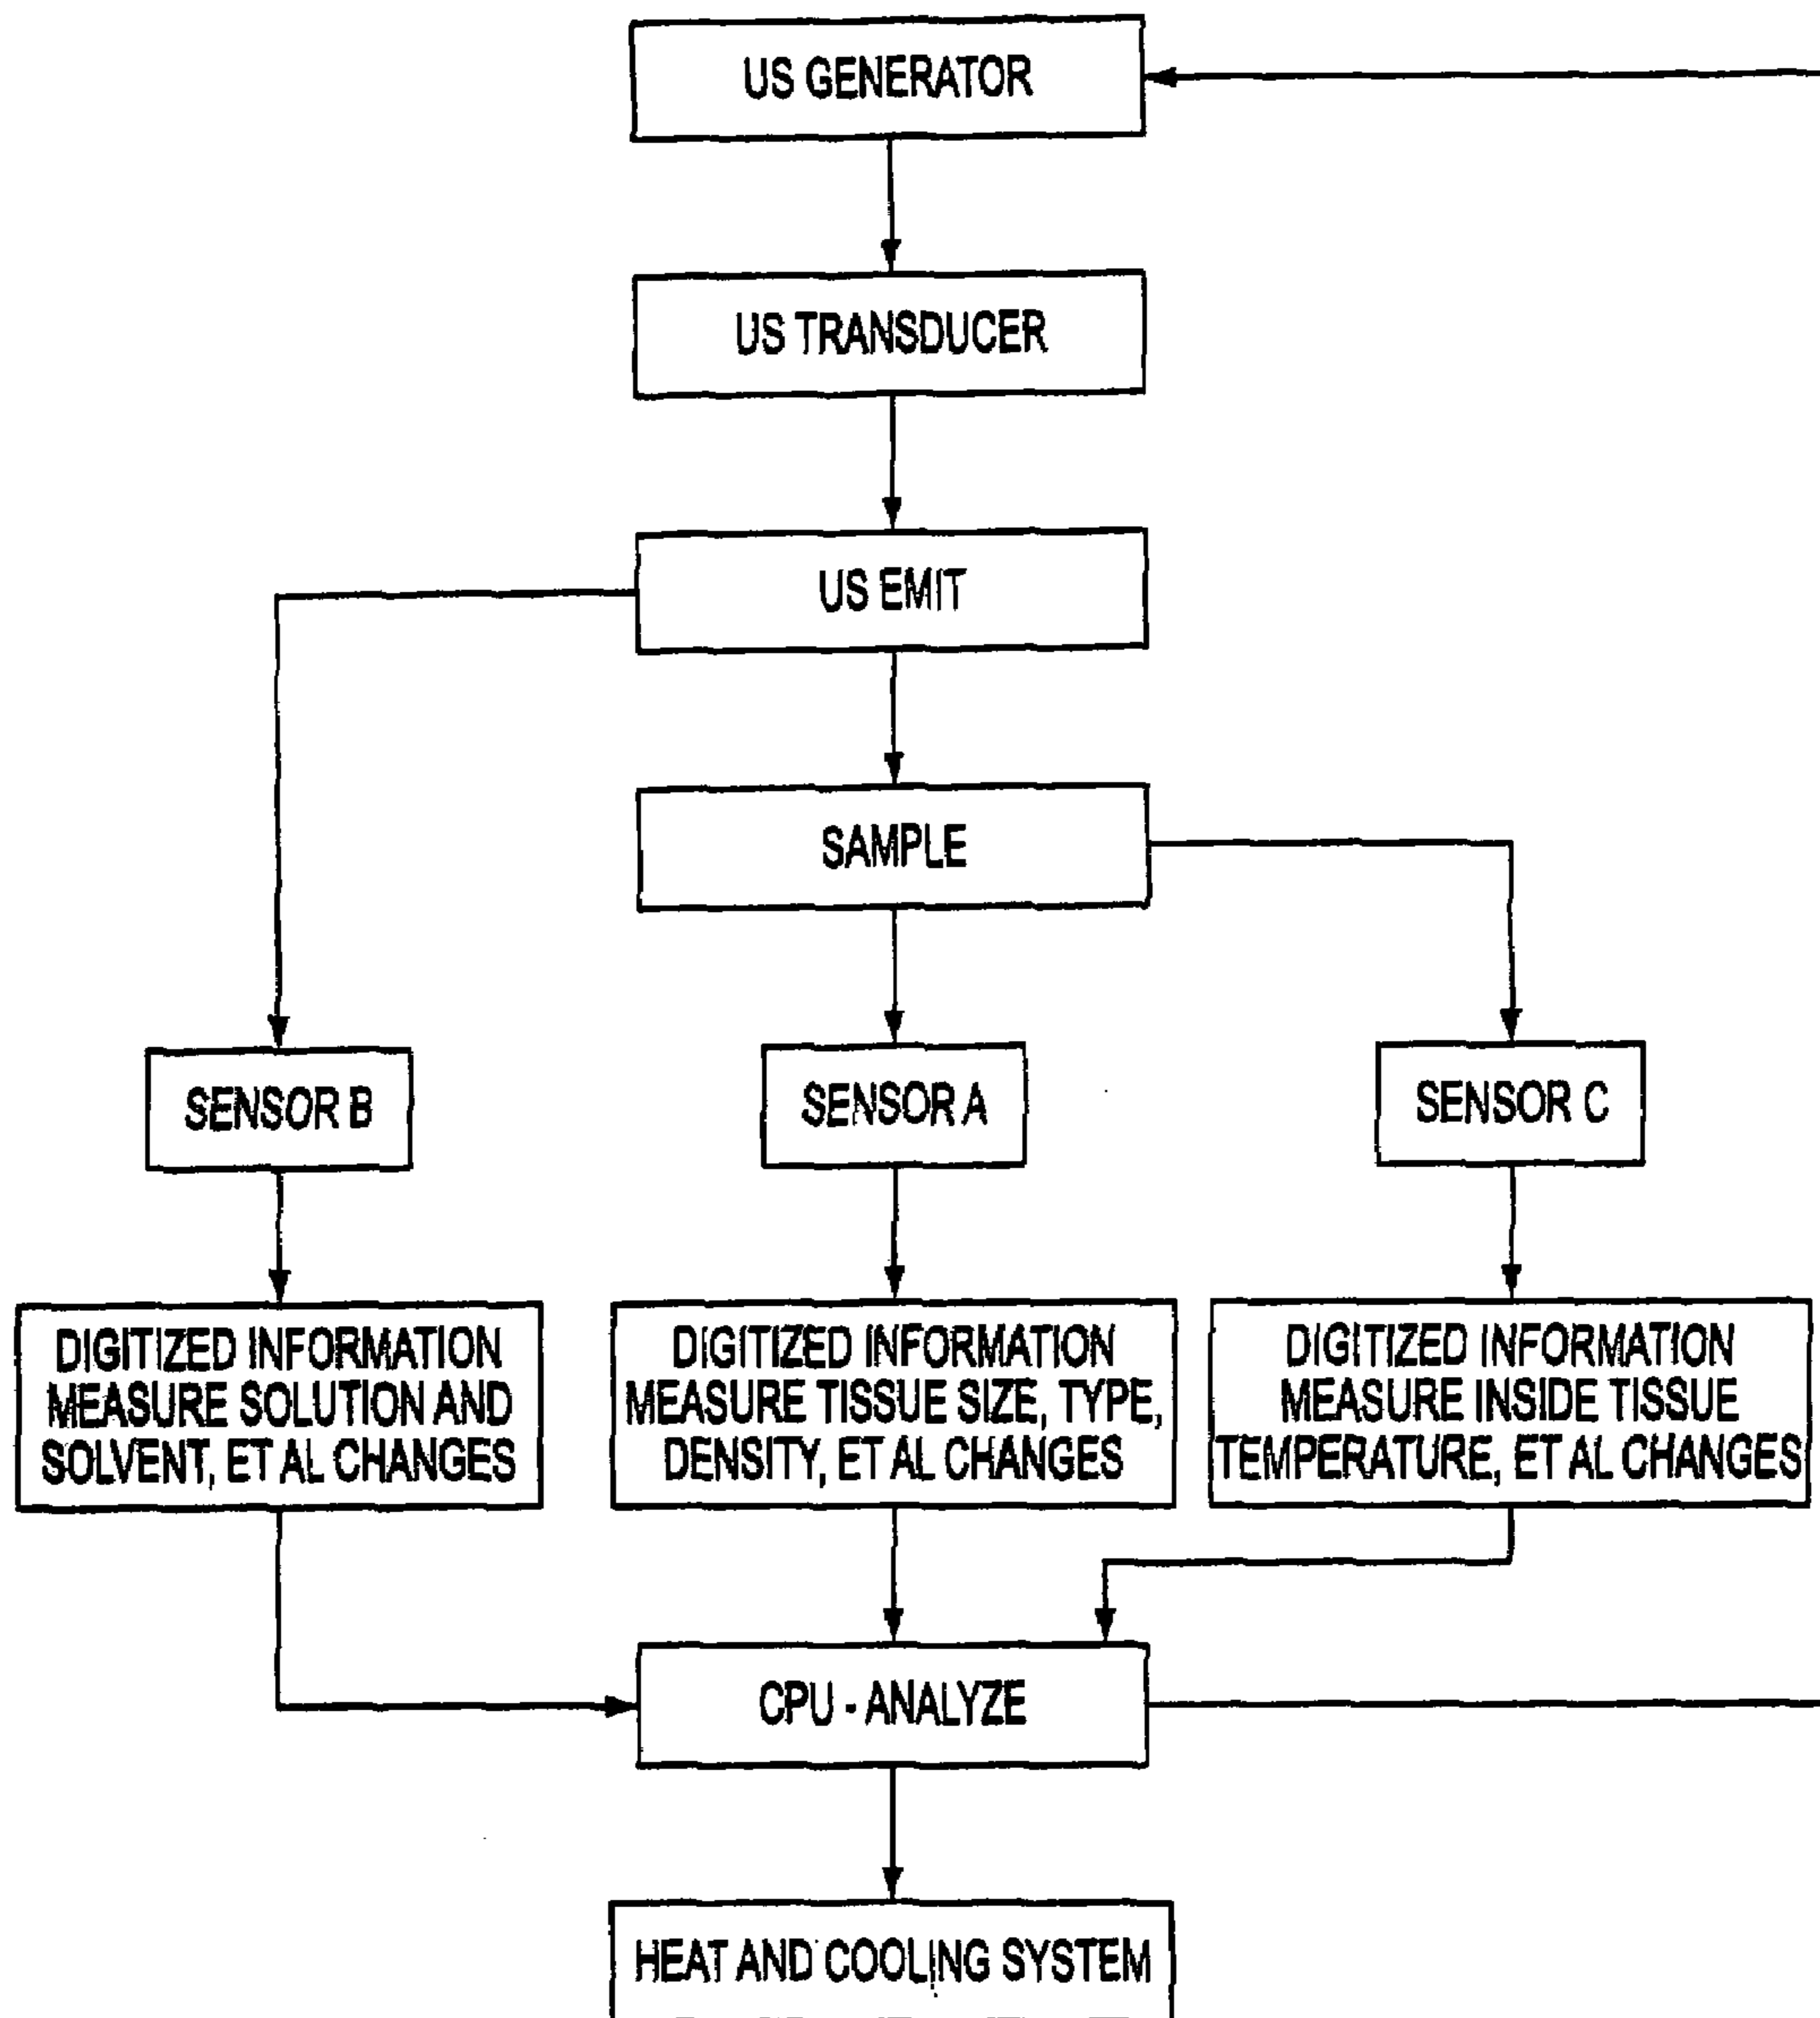 US GENERATOR
US TRANSDUCER
US EMIT
SAMPLE
SENSOR B
SENSOR A
SENSOR C
DIGITIZED INFORMATION
MEASURE SOLUTION AND
SOLVENT, ET AL CHANGES
DIGITIZED INFORMATION
MEASURE TISSUE SIZE, TYPE,
DENSITY, ET AL CHANGES
DIGITIZED INFORMATION
MEASURE INSIDE TISSUE
TEMPERATURE, ET AL CHANGES
CPU - ANALYZE
HEAT AND COOLING SYSTEM